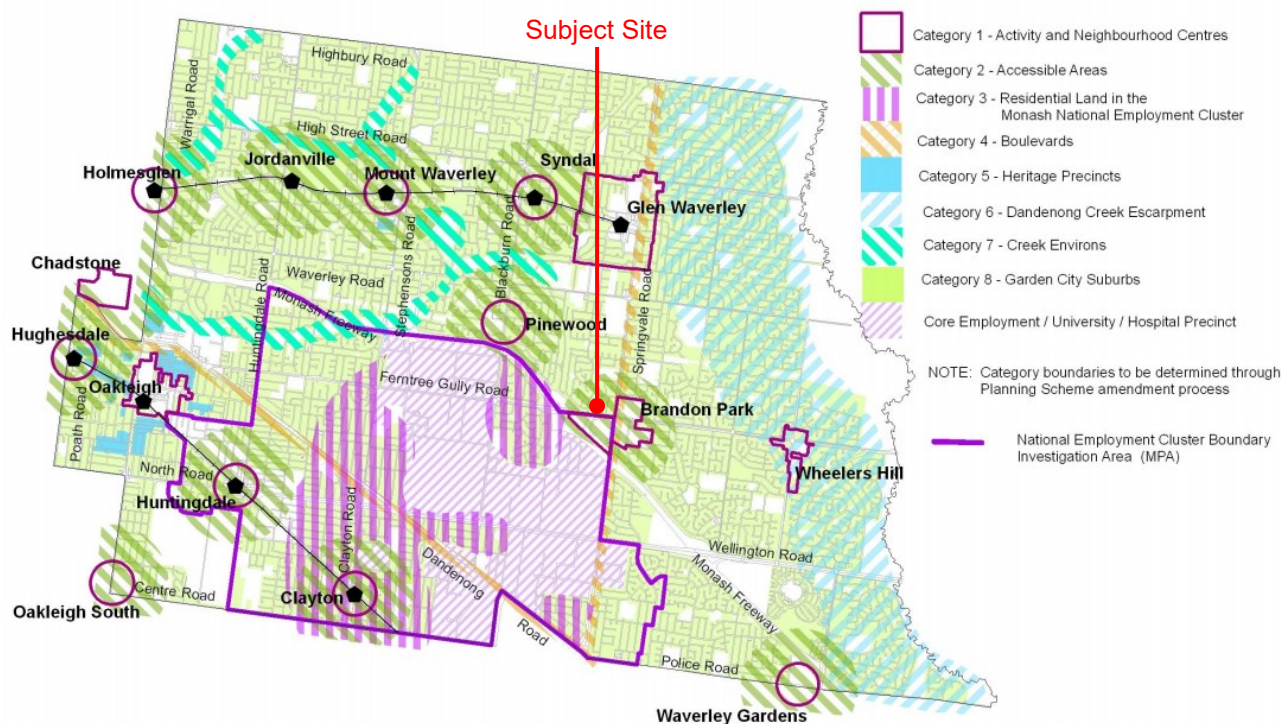 Subject Site
Category 1 - Activity and Neighbourhood Centres
Category 2 - Accessible Areas
Category 3 - Residential Land in the
Monash National Employment Cluster
Category 4 - Boulevards
Category 5 - Heritage Precincts
Category 6 - Dandenong Creek Escarpment
Category 7 - Creek Environs
Category 8 - Garden City Suburbs
Core Employment / University / Hospital Precinct
NOTE: Category boundaries to be determined through
Planning Scheme amendment process
National Employment Cluster Boundary
Investigation Area (MPA)
Highbury Road
Warrigal Road
High Street Road
Holmesglen
Jordanville
Mount Waverley
Syndal
Glen Waverley
Chadstone
Waverley Road
Huntingdale Road
Stephensons Road
Blackburn Road
Springvale Road
Monash Freeway
Pinewood
Hughesdale
Oakleigh
Poath Road
Ferntree Gully Road
Brandon Park
Wheelers Hill
North Road
Huntingdale
Clayton Road
Dandenong
Road
Wellington Road
Monash Freeway
Oakleigh South
Centre Road
Clayton
Police Road
Waverley Gardens